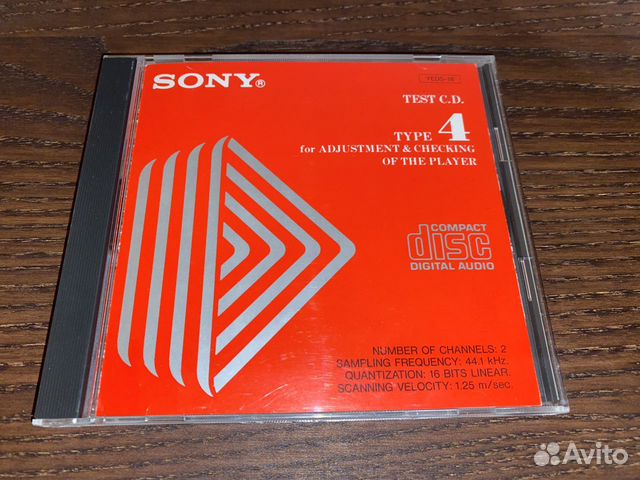 SONY®
YEDS-18
TEST C.D.
TYPE 4
for ADJUSTMENT & CHECKING
OF THE PLAYER
COMPACT
disc
DIGITAL AUDIO
NUMBER OF CHANNELS: 2
SAMPLING FREQUENCY: 44.1 kHz.
QUANTIZATION: 16 BITS LINEAR.
SCANNING VELOCITY: 1.25 m/sec.
Avito